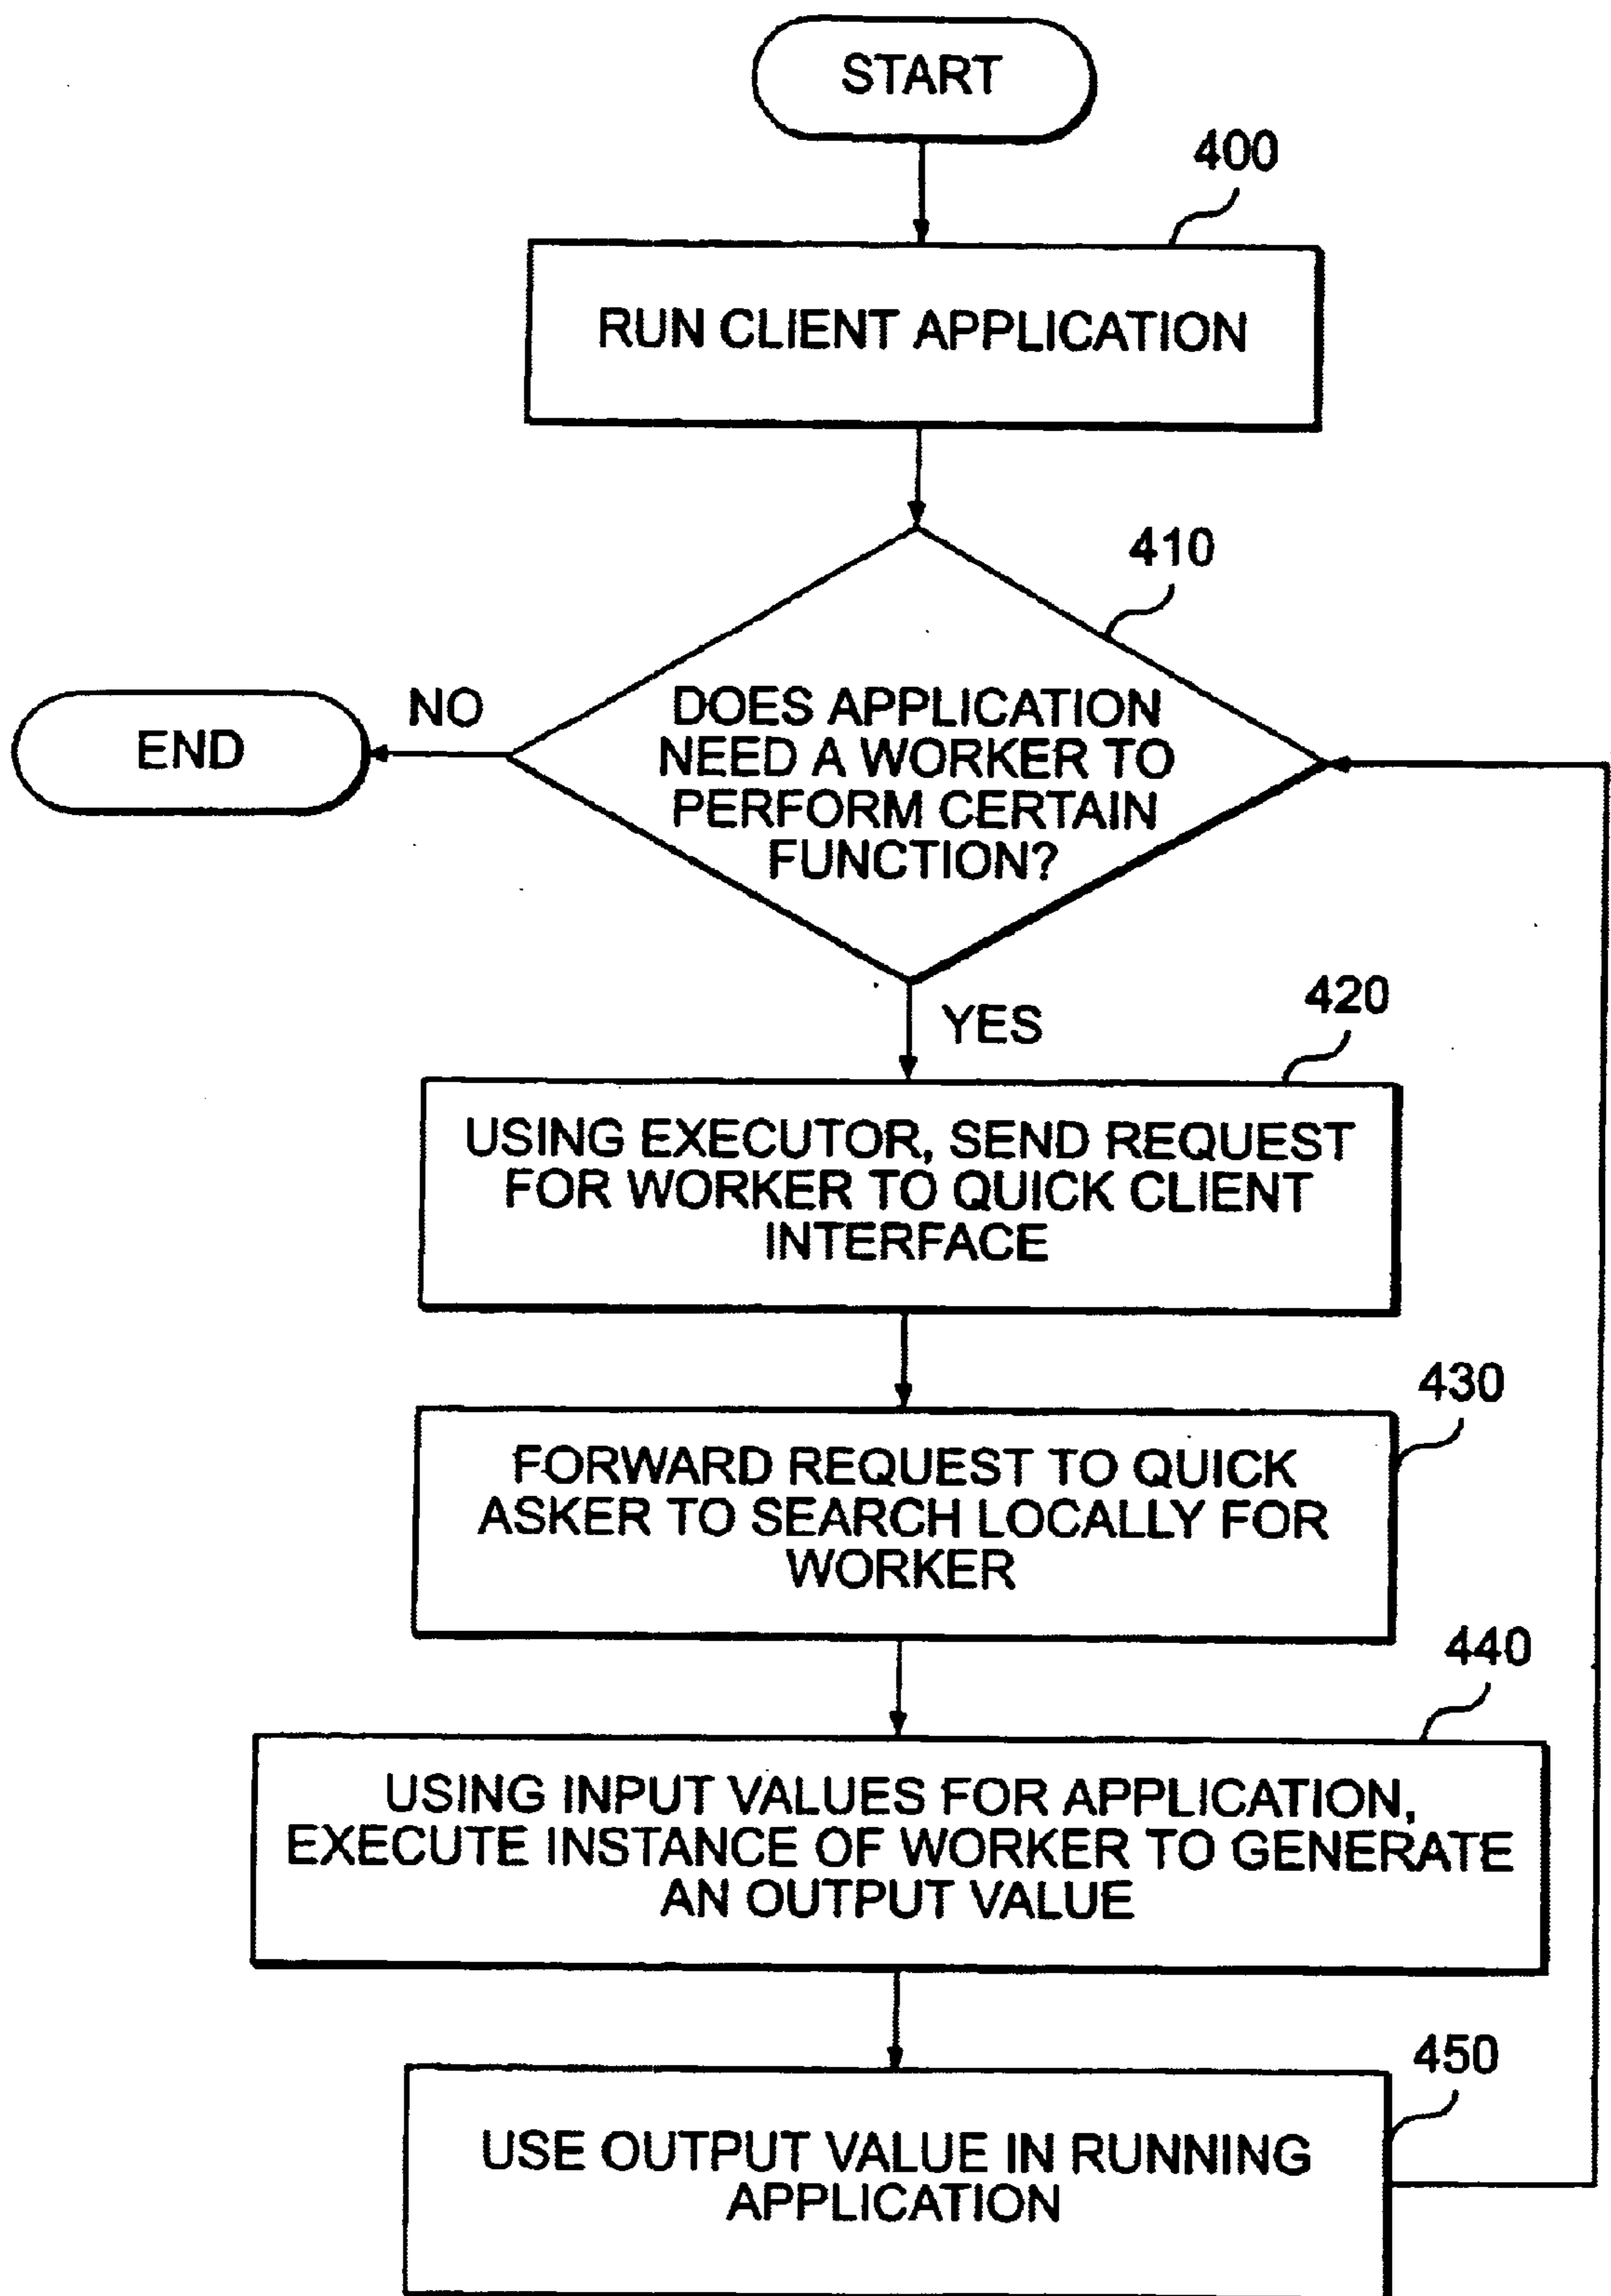 START
400
RUN CLIENT APPLICATION
410
DOES APPLICATION
NEED A WORKER TO
PERFORM CERTAIN
FUNCTION?
NO
END
YES
420
USING EXECUTOR, SEND REQUEST
FOR WORKER TO QUICK CLIENT
INTERFACE
430
FORWARD REQUEST TO QUICK
ASKER TO SEARCH LOCALLY FOR
WORKER
440
USING INPUT VALUES FOR APPLICATION,
EXECUTE INSTANCE OF WORKER TO GENERATE
AN OUTPUT VALUE
450
USE OUTPUT VALUE IN RUNNING
APPLICATION